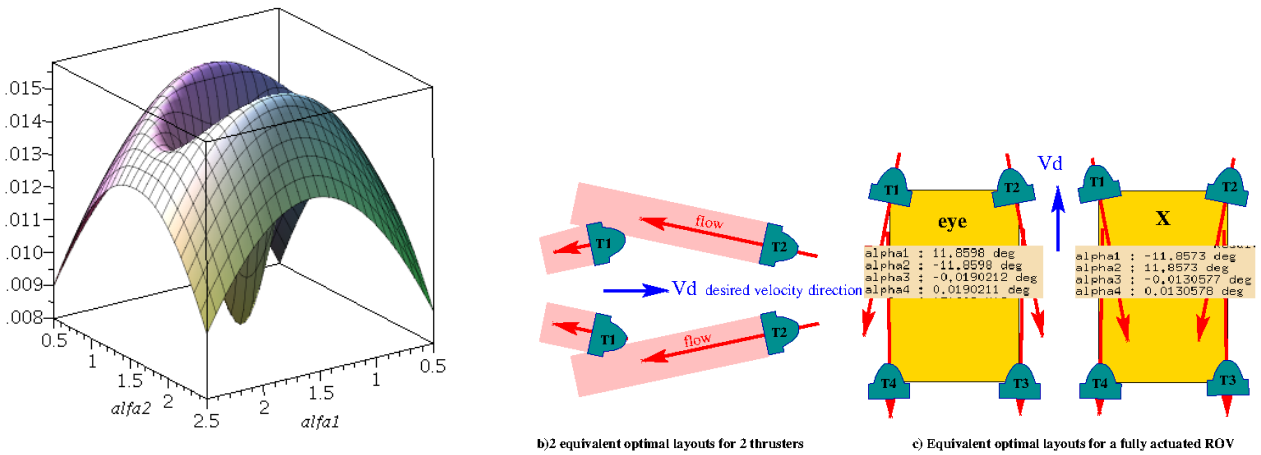 .015
.014
.013
.012
.011
.010
.009
.008
0.5
1
1.5
2
2.5
alfa2
2
1.5
1
0.5
alfa1
T1
flow
T2
Vd desired velocity direction
T1
flow
T2
b)2 equivalent optimal layouts for 2 thrusters
T1
T2
Vd
T1
T2
eye
X
alpha1 : 11.8598 deg
alpha2 : -11.8598 deg
alpha3 : -0.0190212 deg
alpha4 : 0.0190211 deg
alpha1 : -11.8573 deg
alpha2 : 11.8573 deg
alpha3 : -0.0130577 deg
alpha4 : 0.0130578 deg
T4
T3
T4
T3
c) Equivalent optimal layouts for a fully actuated ROV